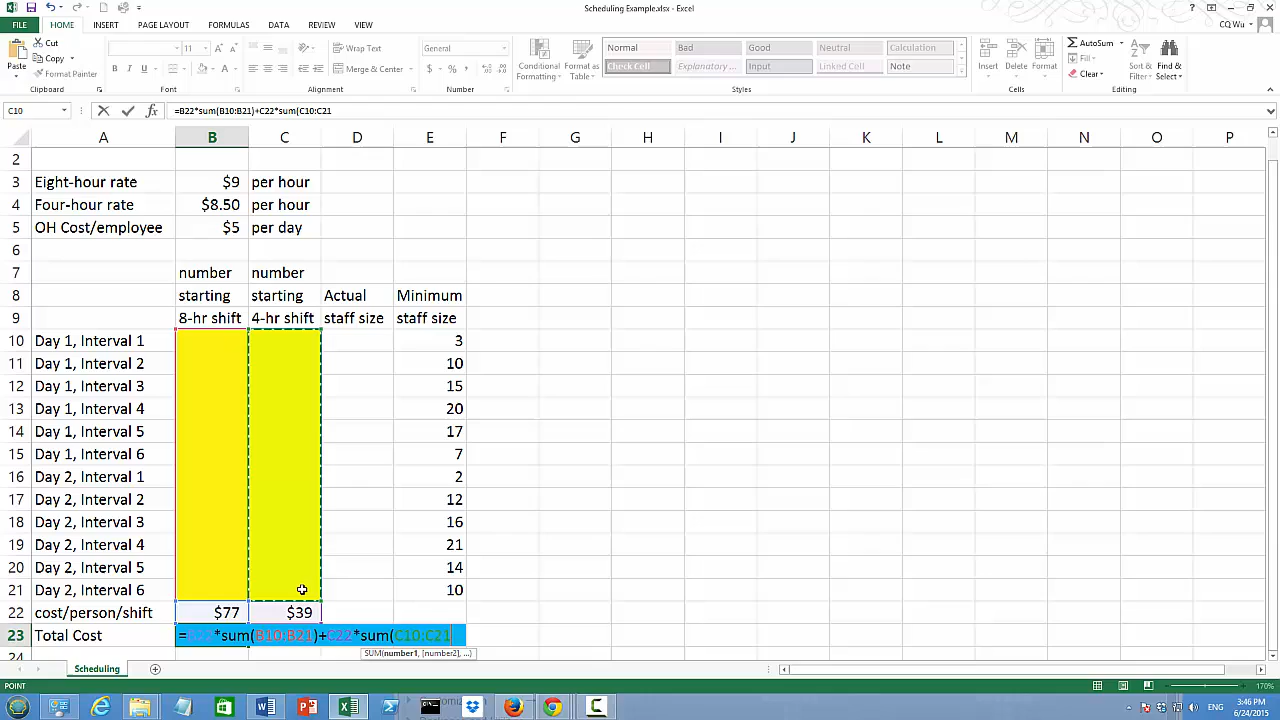 Scheduling Example.xlsx - Excel
FILE HOME INSERT PAGE LAYOUT FORMULAS DATA REVIEW VIEW CQ Wu
Cut 11 Wrap Text General Normal Bad Good Neutral Calculation AutoSum
Copy Fill
Paste Format Painter Merge & Center Conditional Formatting Format as Table Check Cell Explanatory ... Input Linked Cell Note Insert Delete Format Clear Sort & Filter Find & Select
Clipboard Font Alignment Number Styles Cells Editing
C10 =B22*sum(B10:B21)+C22*sum(C10:C21
A B C D E F G H I J K L M N O P
2
3 Eight-hour rate $9 per hour
4 Four-hour rate $8.50 per hour
5 OH Cost/employee $5 per day
6
7 number number
8 starting starting Actual Minimum
9 8-hr shift 4-hr shift staff size staff size
10 Day 1, Interval 1 3
11 Day 1, Interval 2 10
12 Day 1, Interval 3 15
13 Day 1, Interval 4 20
14 Day 1, Interval 5 17
15 Day 1, Interval 6 7
16 Day 2, Interval 1 2
17 Day 2, Interval 2 12
18 Day 2, Interval 3 16
19 Day 2, Interval 4 21
20 Day 2, Interval 5 14
21 Day 2, Interval 6 10
22 cost/person/shift $77 $39
23 Total Cost =B22*sum(B10:B21)+C22*sum(C10:C21
24 SUM(number1, [number2], ...)
Scheduling
POINT 170%
ENG 3:46 PM
6/24/2015